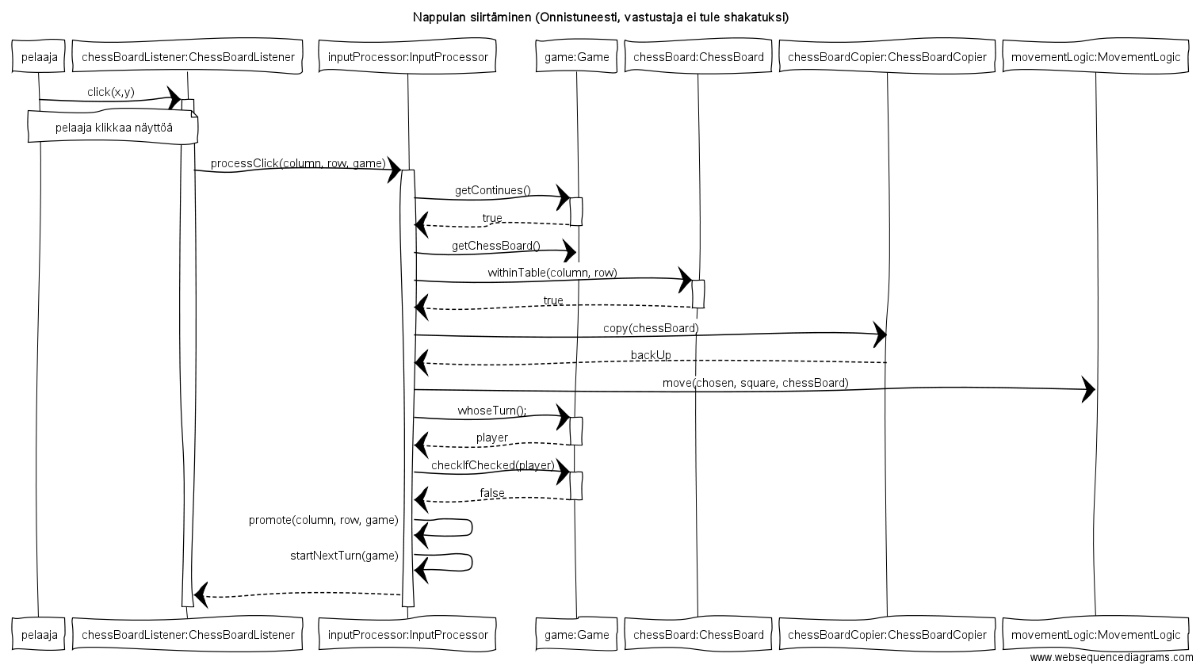 Nappulan siirtäminen (Onnistuneesti, vastustaja ei tule shakatuksi)
pelaaja chessBoardListener:ChessBoardListener inputProcessor:InputProcessor game:Game chessBoard:ChessBoard chessBoardCopier:ChessBoardCopier movementLogic:MovementLogic
click(x,y)
pelaaja klikkaa näyttöä
processClick(column, row, game)
getContinues()
true
getChessBoard()
withinTable(column, row)
true
copy(chessBoard)
backUp
move(chosen, square, chessBoard)
whoseTurn();
player
checkIfChecked(player)
false
promote(column, row, game)
startNextTurn(game)
pelaaja chessBoardListener:ChessBoardListener inputProcessor:InputProcessor game:Game chessBoard:ChessBoard chessBoardCopier:ChessBoardCopier movementLogic:MovementLogic
www.websequencediagrams.com